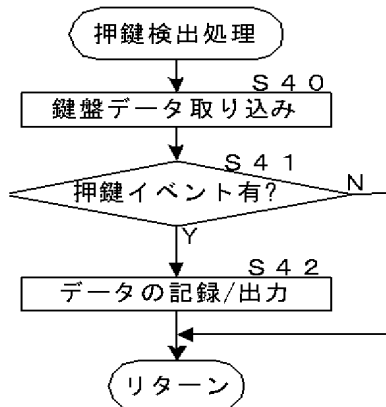 押鍵検出処理
S40
鍵盤データ取り込み
S41
押鍵イベント有?
N
Y
S42
データの記録/出力
リターン